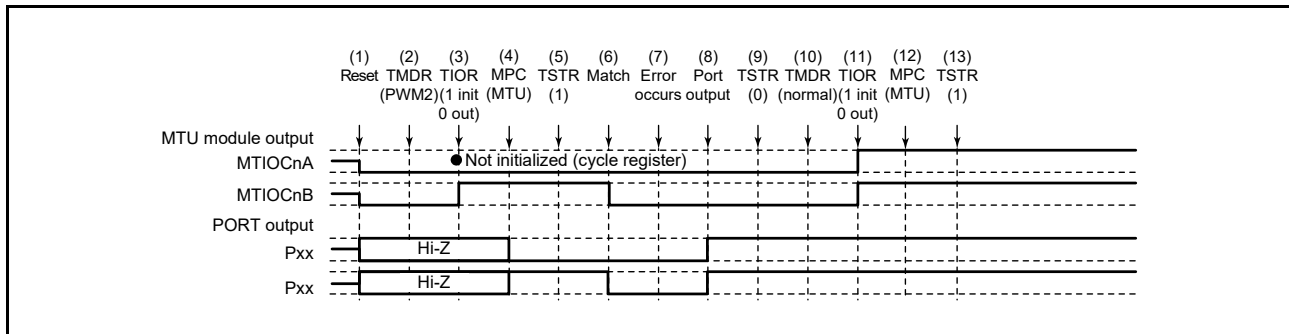 (1) (2) (3) (4) (5) (6) (7) (8) (9) (10) (11) (12) (13)
Reset TMDR TIOR MPC TSTR Match Error Port TSTR TMDR TIOR MPC TSTR
(PWM2) (1 init (MTU) (1) occurs output (0) (normal) (1 init (MTU) (1)
0 out) 0 out)
MTU module output
MTIOCnA
● Not initialized (cycle register)
MTIOCnB
PORT output
Pxx
Hi-Z
Pxx
Hi-Z